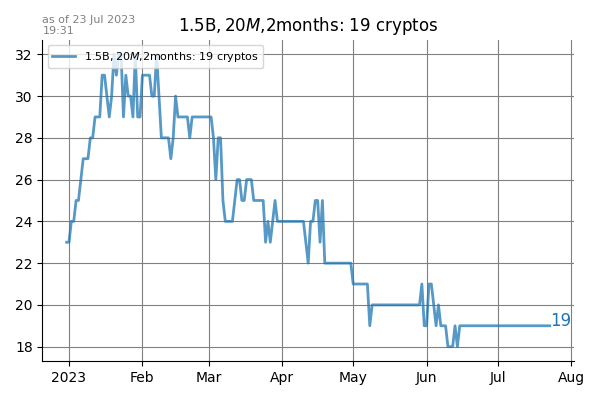 as of 23 Jul 2023
19:31
1.5B, 20M,2months: 19 cryptos
1.5B, 20M,2months: 19 cryptos
32
30
28
26
24
22
20
18
19
2023 Feb Mar Apr May Jun Jul Aug